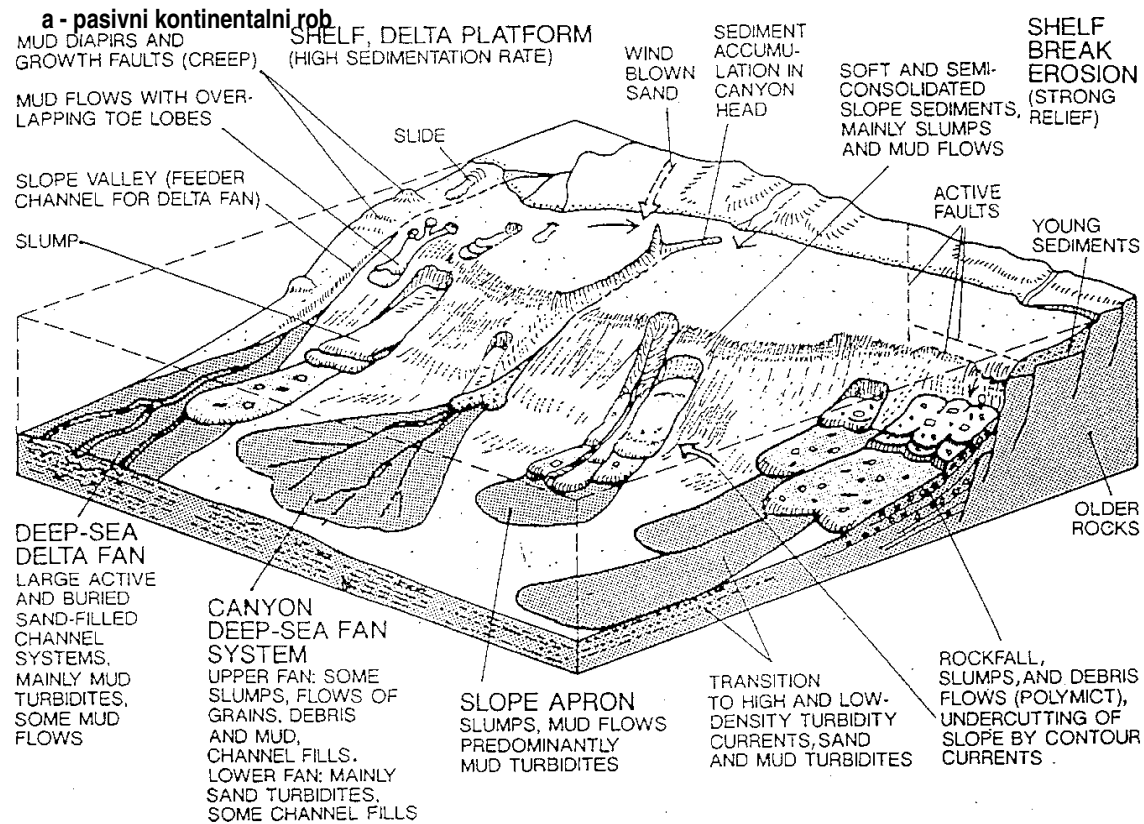 a - pasivni kontinentalni rob
MUD DIAPIRS AND
GROWTH FAULTS (CREEP)
MUD FLOWS WITH OVER-
LAPPING TOE LOBES
SLOPE VALLEY (FEEDER
CHANNEL FOR DELTA FAN)
SLUMP
SHELF, DELTA PLATFORM
(HIGH SEDIMENTATION RATE)
SLIDE
WIND
BLOWN
SAND
SEDIMENT
ACCUMU-
LATION IN
CANYON
HEAD
SOFT AND SEMI-
CONSOLIDATED
SLOPE SEDIMENTS,
MAINLY SLUMPS
AND MUD FLOWS
SHELF
BREAK
EROSION
(STRONG
RELIEF)
ACTIVE
FAULTS
YOUNG
SEDIMENTS
OLDER
ROCKS
DEEP-SEA
DELTA FAN
LARGE ACTIVE
AND BURIED
SAND-FILLED
CHANNEL
SYSTEMS,
MAINLY MUD
TURBIDITES,
SOME MUD
FLOWS
CANYON
DEEP-SEA FAN
SYSTEM
UPPER FAN: SOME
SLUMPS, FLOWS OF
GRAINS, DEBRIS
AND MUD,
CHANNEL FILLS.
LOWER FAN: MAINLY
SAND TURBIDITES,
SOME CHANNEL FILLS
SLOPE APRON
SLUMPS, MUD FLOWS
PREDOMINANTLY
MUD TURBIDITES
TRANSITION
TO HIGH AND LOW-
DENSITY TURBIDITY
CURRENTS, SAND
AND MUD TURBIDITES
ROCKFALL,
SLUMPS, AND DEBRIS
FLOWS (POLYMICT),
UNDERCUTTING OF
SLOPE BY CONTOUR
CURRENTS.